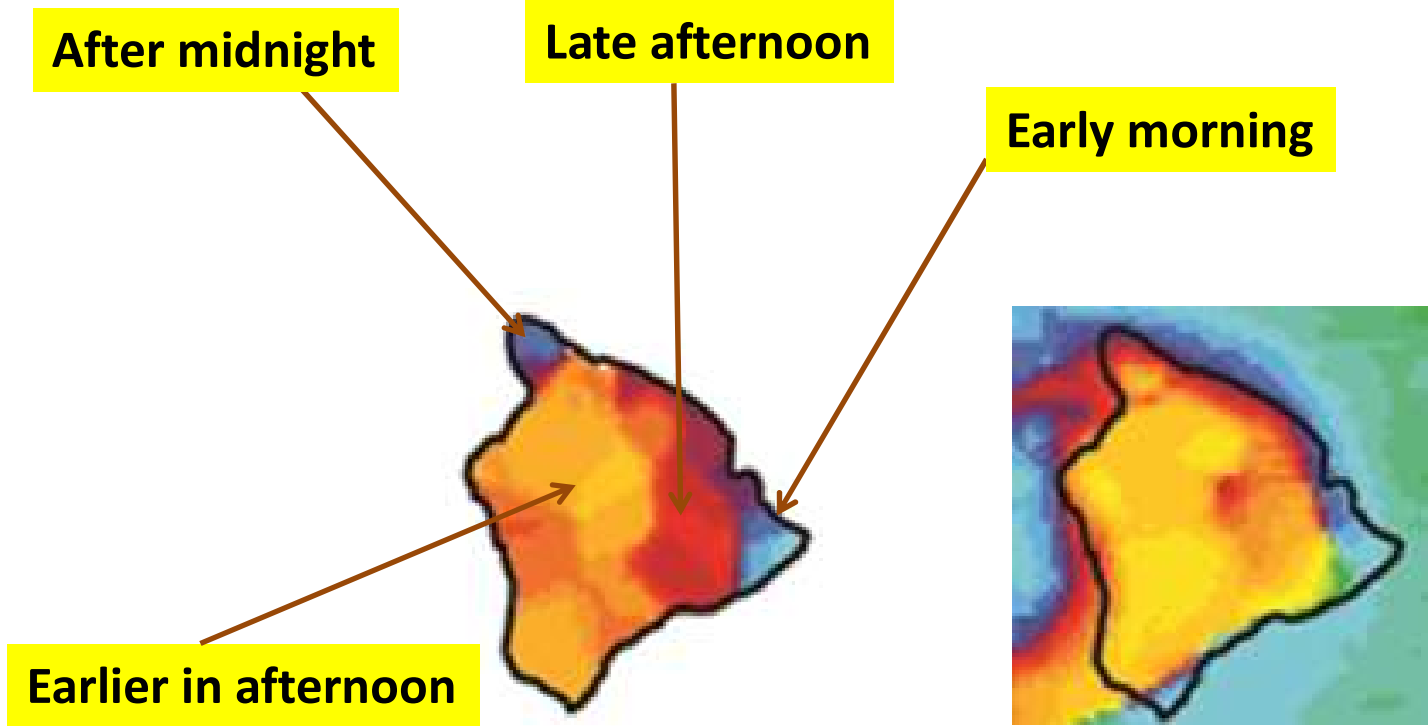 After midnight
Late afternoon
Early morning
Earlier in afternoon